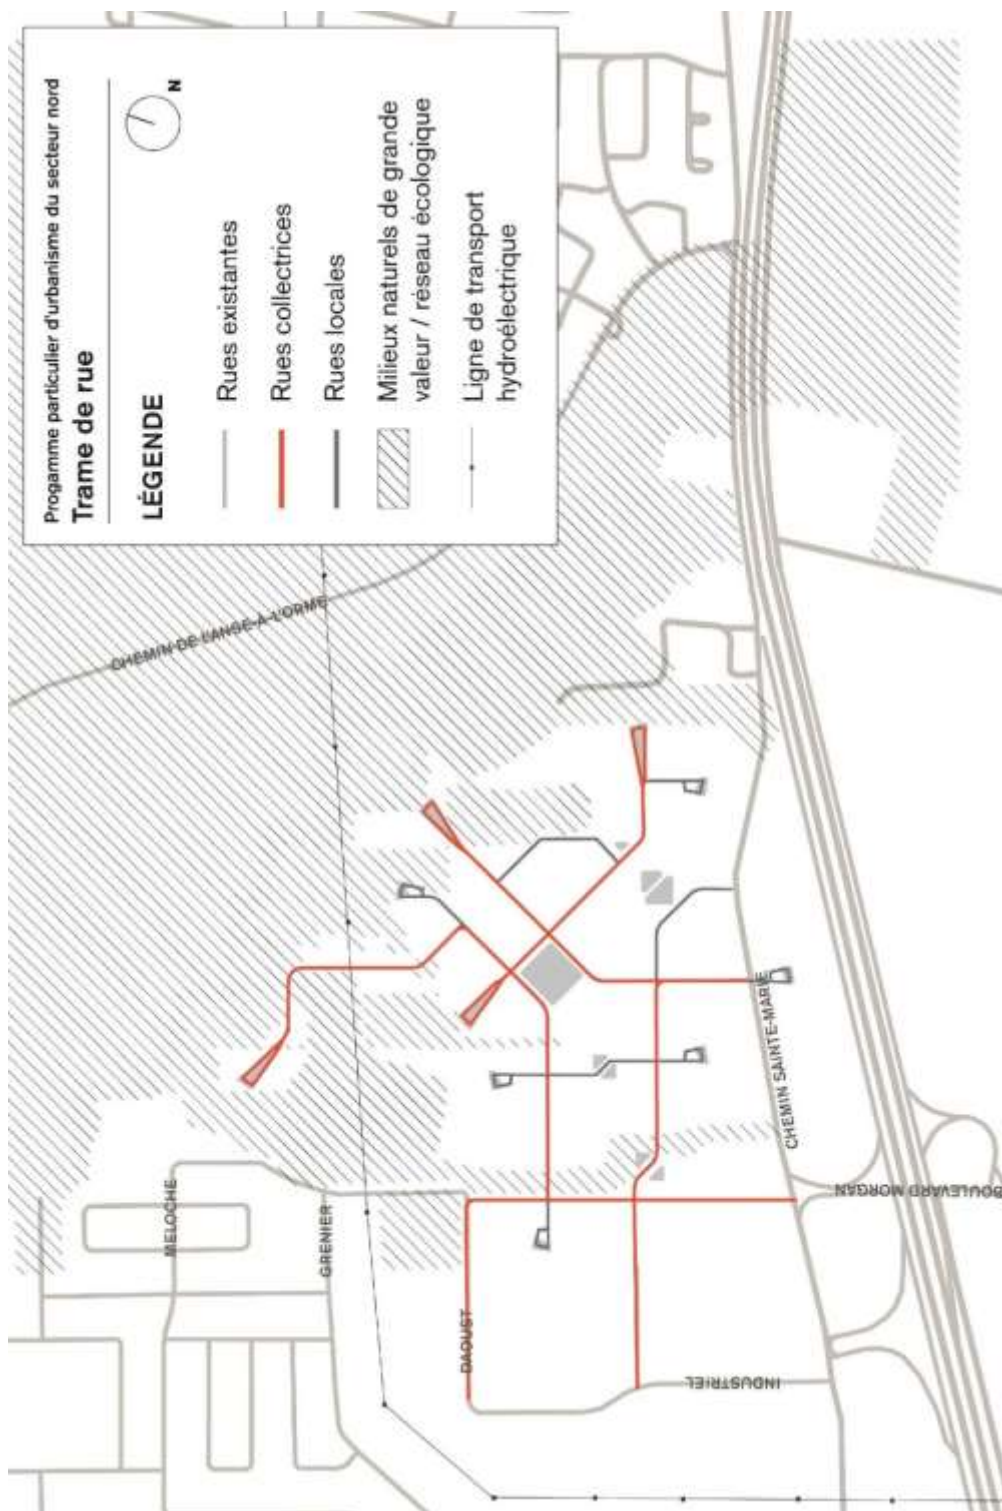 Progamme particulier d'urbanisme du secteur nord
Trame de rue
N
LÉGENDE
Rues existantes
Rues collectrices
Rues locales
Milieux naturels de grande
valeur / réseau écologique
Ligne de transport
hydroélectrique
CHEMIN DE L'ANSE-À-L'ORME
MELOCHE
GRENIER
DAOUST
INDUSTRIEL
CHEMIN SAINTE-MARIE
BOULEVARD MORGAN